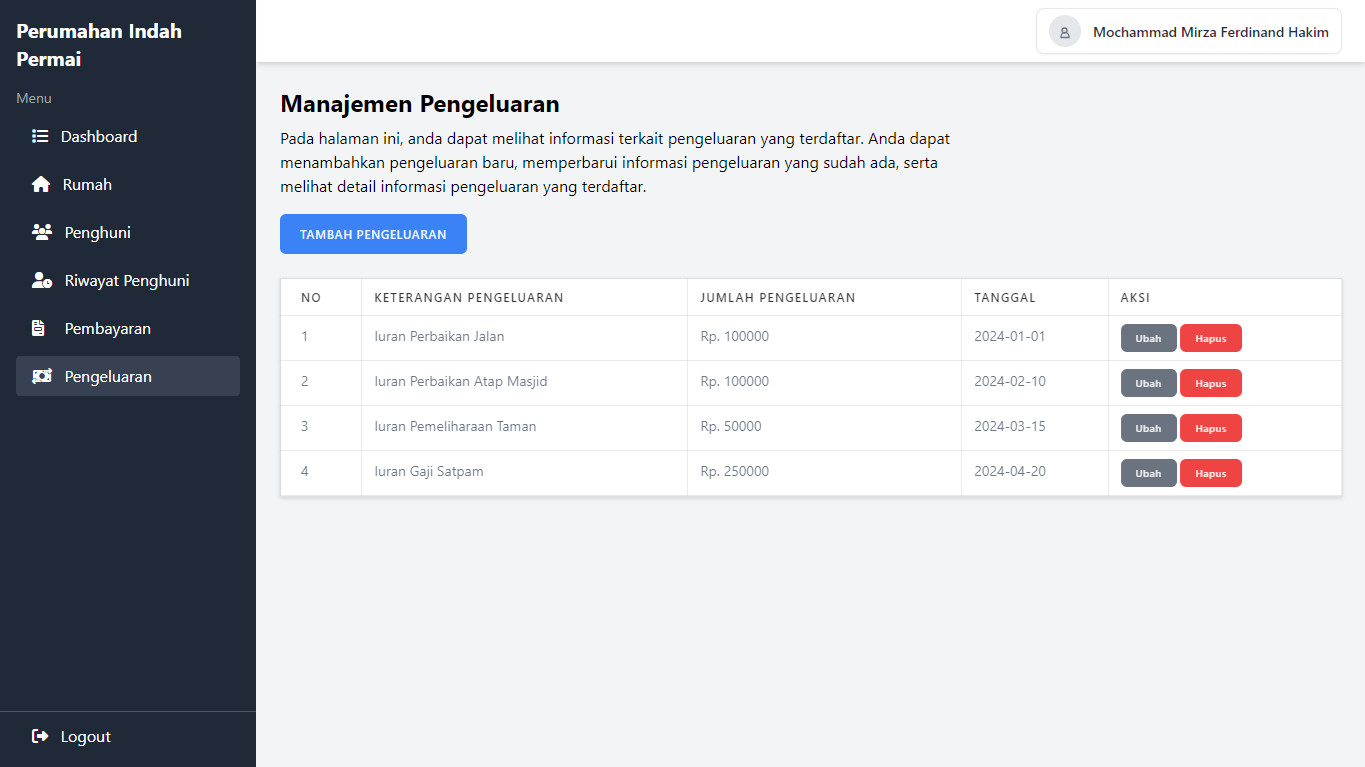 Perumahan Indah
Permai
Menu
Dashboard
Rumah
Penghuni
Riwayat Penghuni
Pembayaran
Pengeluaran
Logout
Mochammad Mirza Ferdinand Hakim
Manajemen Pengeluaran
Pada halaman ini, anda dapat melihat informasi terkait pengeluaran yang terdaftar. Anda dapat
menambahkan pengeluaran baru, memperbarui informasi pengeluaran yang sudah ada, serta
melihat detail informasi pengeluaran yang terdaftar.
TAMBAH PENGELUARAN
NO KETERANGAN PENGELUARAN JUMLAH PENGELUARAN TANGGAL AKSI
1 Iuran Perbaikan Jalan Rp. 100000 2024-01-01 Ubah Hapus
2 Iuran Perbaikan Atap Masjid Rp. 100000 2024-02-10 Ubah Hapus
3 Iuran Pemeliharaan Taman Rp. 50000 2024-03-15 Ubah Hapus
4 Iuran Gaji Satpam Rp. 250000 2024-04-20 Ubah Hapus